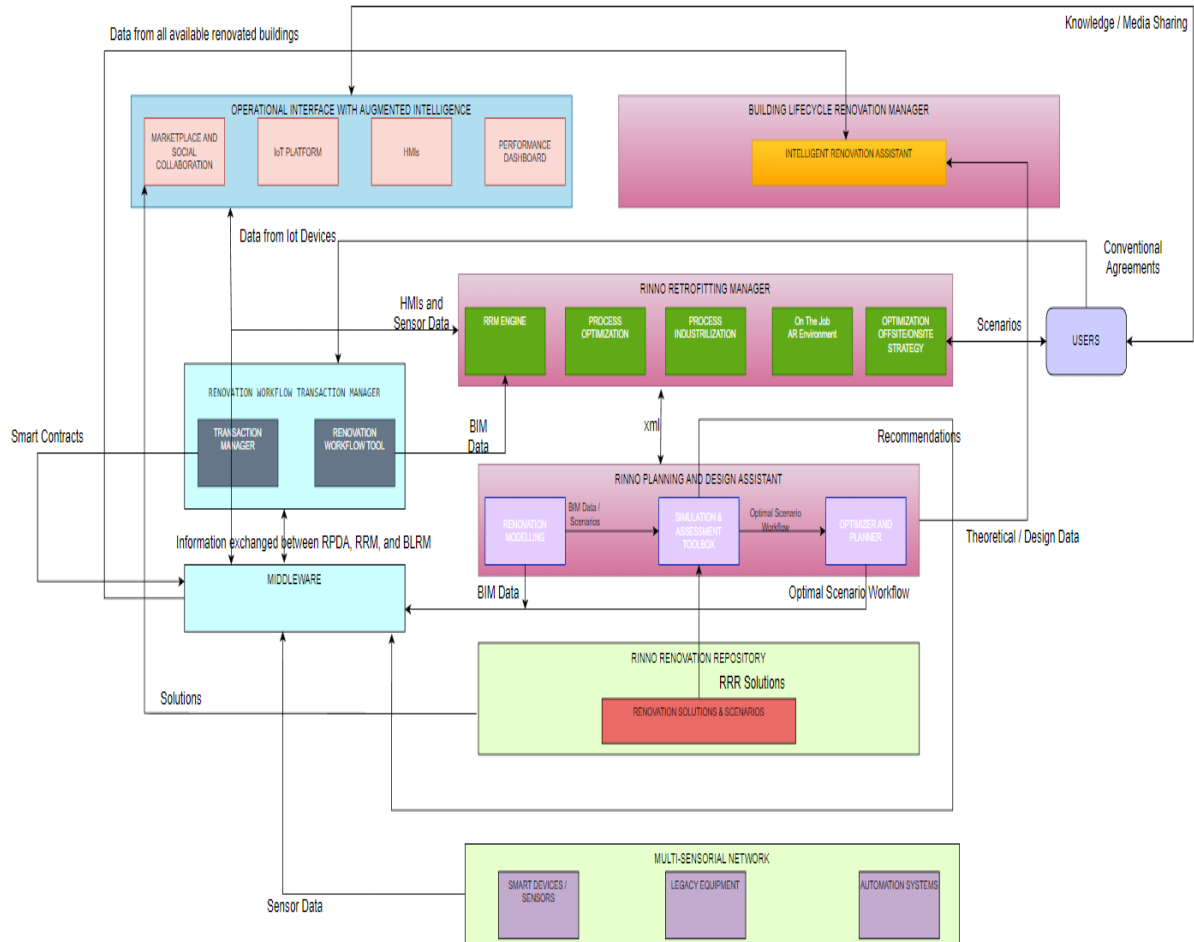 Knowledge / Media Sharing
Data from all available renovated buildings
OPERATIONAL INTERFACE WITH AUGMENTED INTELLIGENCE
MARKETPLACE AND
SOCIAL
COLLABORATION
IoT PLATFORM
HMIs
PERFORMANCE
DASHBOARD
BUILDING LIFECYCLE RENOVATION MANAGER
INTELLIGENT RENOVATION ASSISTANT
Data from Iot Devices
Conventional
Agreements
HMIs and
Sensor Data
RINNO RETROFITTING MANAGER
RRM ENGINE
PROCESS
OPTIMIZATION
PROCESS
INDUSTRILIZATION
On The Job
AR Environment
OPTIMIZATION
OFFSITE/ONSITE
STRATEGY
Scenarios
USERS
RENOVATION WORKFLOW TRANSACTION MANAGER
TRANSACTION
MANAGER
RENOVATION
WORKFLOW TOOL
Smart Contracts
BIM
Data
xml
Recommendations
RINNO PLANNING AND DESIGN ASSISTANT
RENOVATION
MODELLING
BIM Data /
Scenarios
SIMULATION &
ASSESSMENT
TOOLBOX
Optimal Scenario
Workflow
OPTIMIZER AND
PLANNER
Theoretical / Design Data
Information exchanged between RPDA, RRM, and BLRM
MIDDLEWARE
BIM Data
Optimal Scenario Workflow
RINNO RENOVATION REPOSITORY
RRR Solutions
RENOVATION SOLUTIONS & SCENARIOS
Solutions
MULTI-SENSORIAL NETWORK
SMART DEVICES /
SENSORS
LEGACY EQUIPMENT
AUTOMATION SYSTEMS
Sensor Data